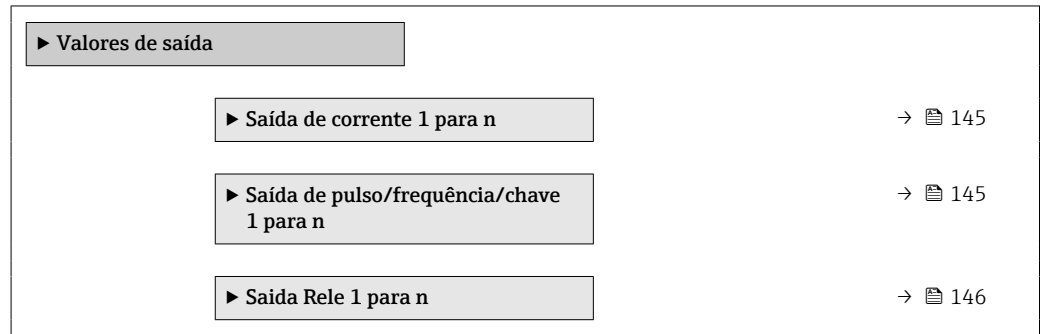 ▶ Valores de saída
▶ Saída de corrente 1 para n → 145
▶ Saída de pulso/frequência/chave → 145
1 para n
▶ Saida Rele 1 para n → 146